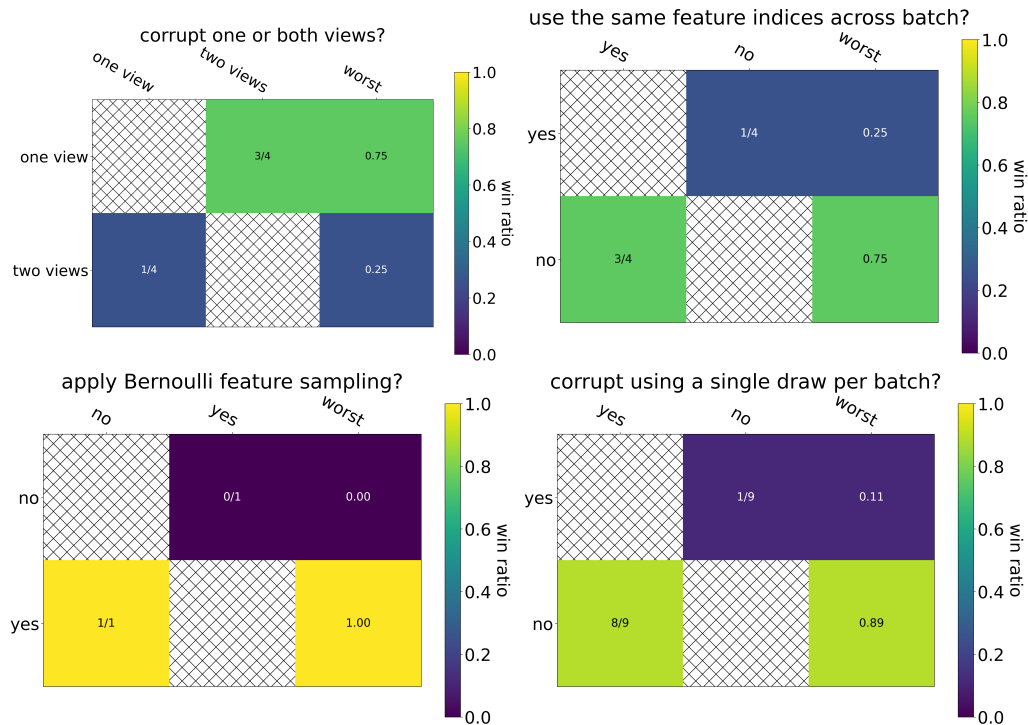 corrupt one or both views?
one view
two views
worst
one view
3/4
0.75
two views
1/4
0.25
1.0
0.8
0.6
0.4
0.2
0.0
win ratio
use the same feature indices across batch?
yes
no
worst
yes
1/4
0.25
no
3/4
0.75
1.0
0.8
0.6
0.4
0.2
0.0
win ratio
apply Bernoulli feature sampling?
no
yes
worst
no
0/1
0.00
yes
1/1
1.00
1.0
0.8
0.6
0.4
0.2
0.0
win ratio
corrupt using a single draw per batch?
yes
no
worst
yes
1/9
0.11
no
8/9
0.89
1.0
0.8
0.6
0.4
0.2
0.0
win ratio